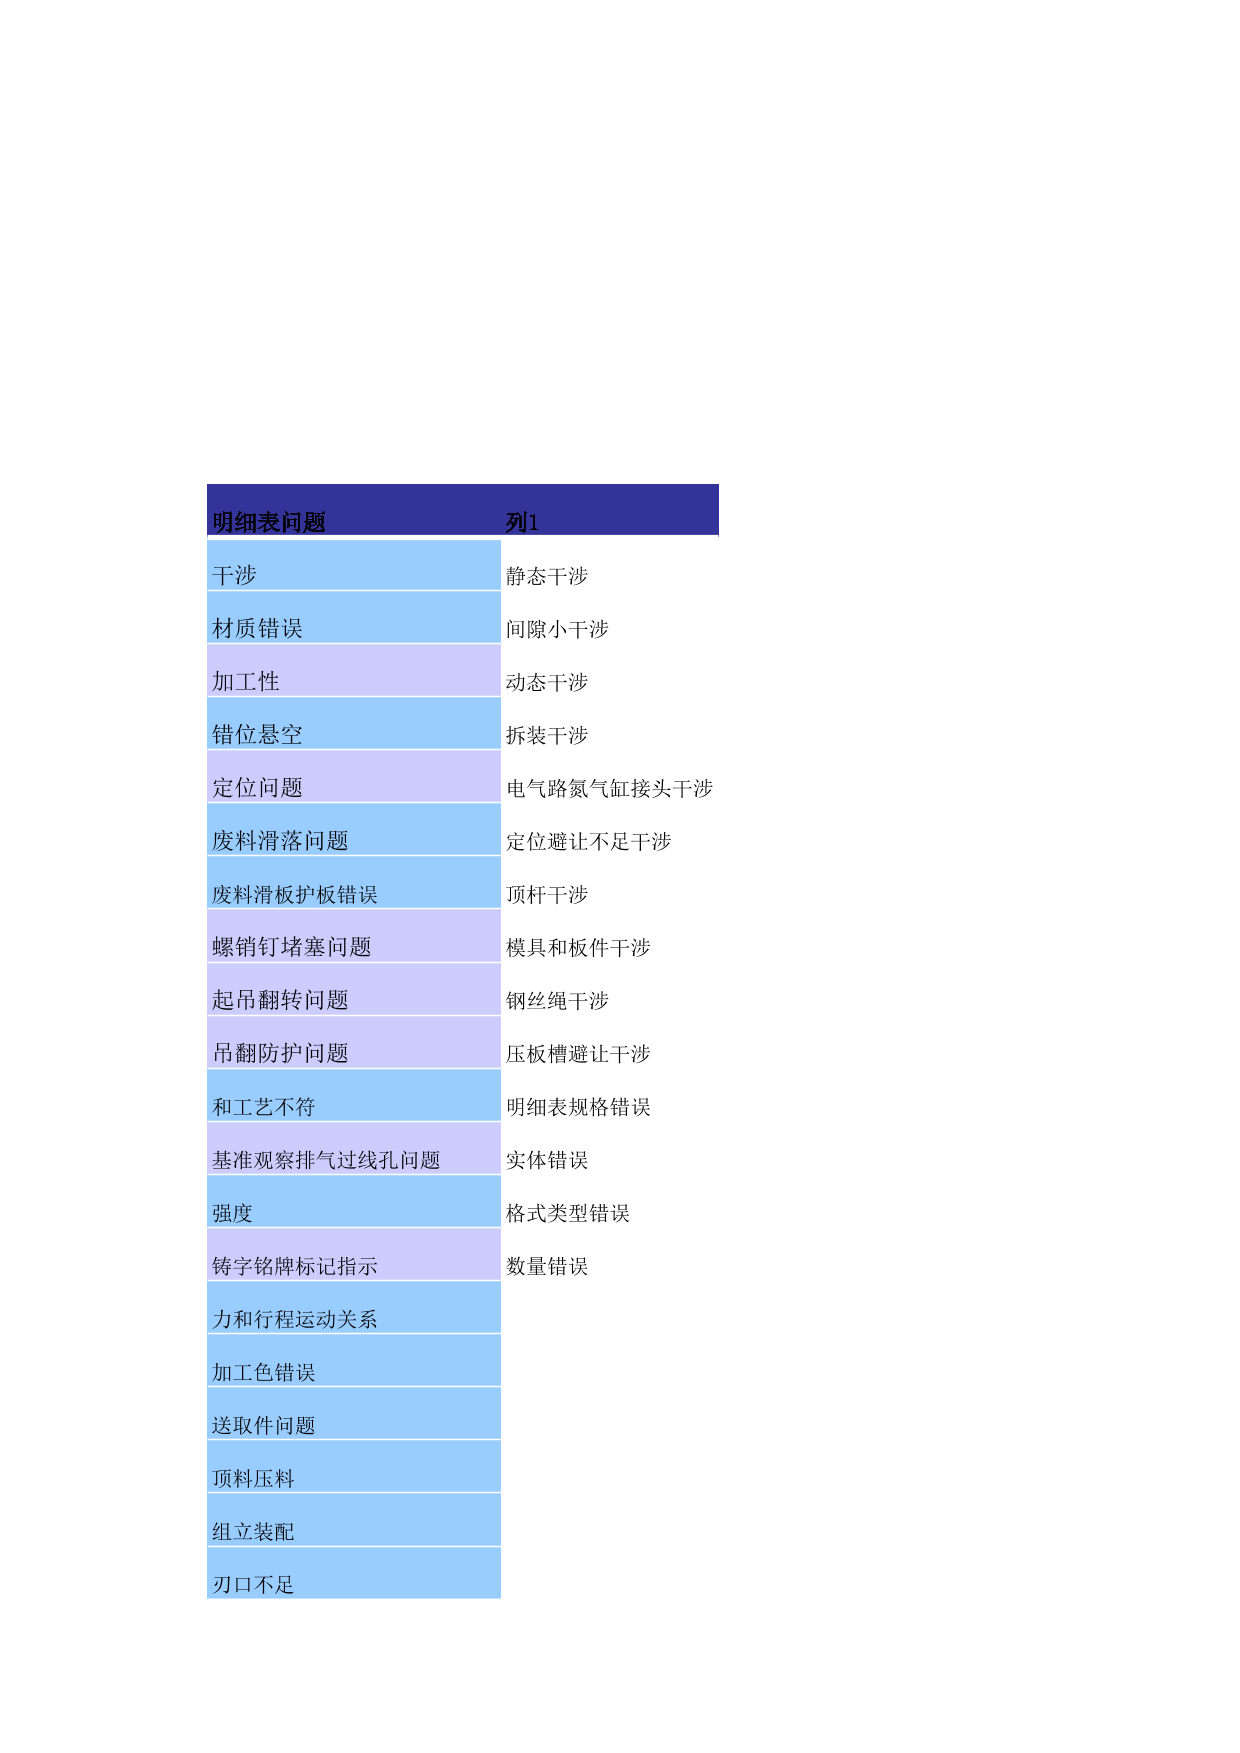 明细表问题 列1
干涉 静态干涉
材质错误 间隙小干涉
加工性 动态干涉
错位悬空 拆装干涉
定位问题 电气路氮气缸接头干涉
废料滑落问题 定位避让不足干涉
废料滑板护板错误 顶杆干涉
螺销钉堵塞问题 模具和板件干涉
起吊翻转问题 钢丝绳干涉
吊翻防护问题 压板槽避让干涉
和工艺不符 明细表规格错误
基准观察排气过线孔问题 实体错误
强度 格式类型错误
铸字铭牌标记指示 数量错误
力和行程运动关系
加工色错误
送取件问题
顶料压料
组立装配
刃口不足